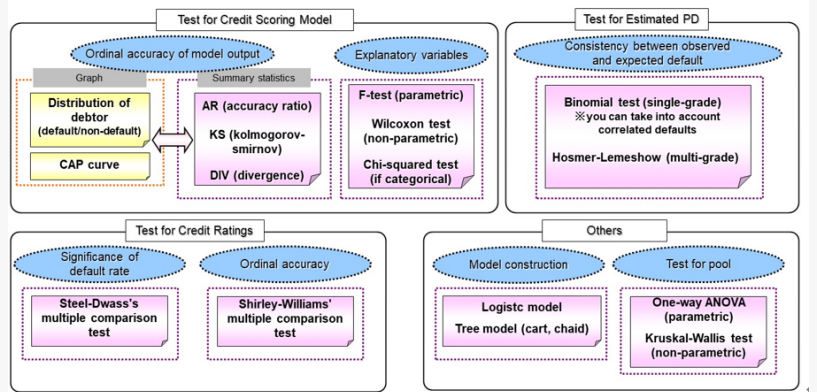 Test for Credit Scoring Model
Ordinal accuracy of model output
Graph
Distribution of
debtor
(default/non-default)
CAP curve
Summary statistics
AR (accuracy ratio)
KS (kolmogorov-
smirnov)
DIV (divergence)
Explanatory variables
F-test (parametric)
Wilcoxon test
(non-parametric)
Chi-squared test
(if categorical)
Test for Estimated PD
Consistency between observed
and expected default
Binomial test (single-grade)
※you can take into account
correlated defaults
Hosmer-Lemeshow (multi-grade)
Test for Credit Ratings
Significance of
default rate
Steel-Dwass's
multiple comparison
test
Ordinal accuracy
Shirley-Williams'
multiple comparison
test
Others
Model construction
Logistc model
Tree model (cart, chaid)
Test for pool
One-way ANOVA
(parametric)
Kruskal-Wallis test
(non-parametric)